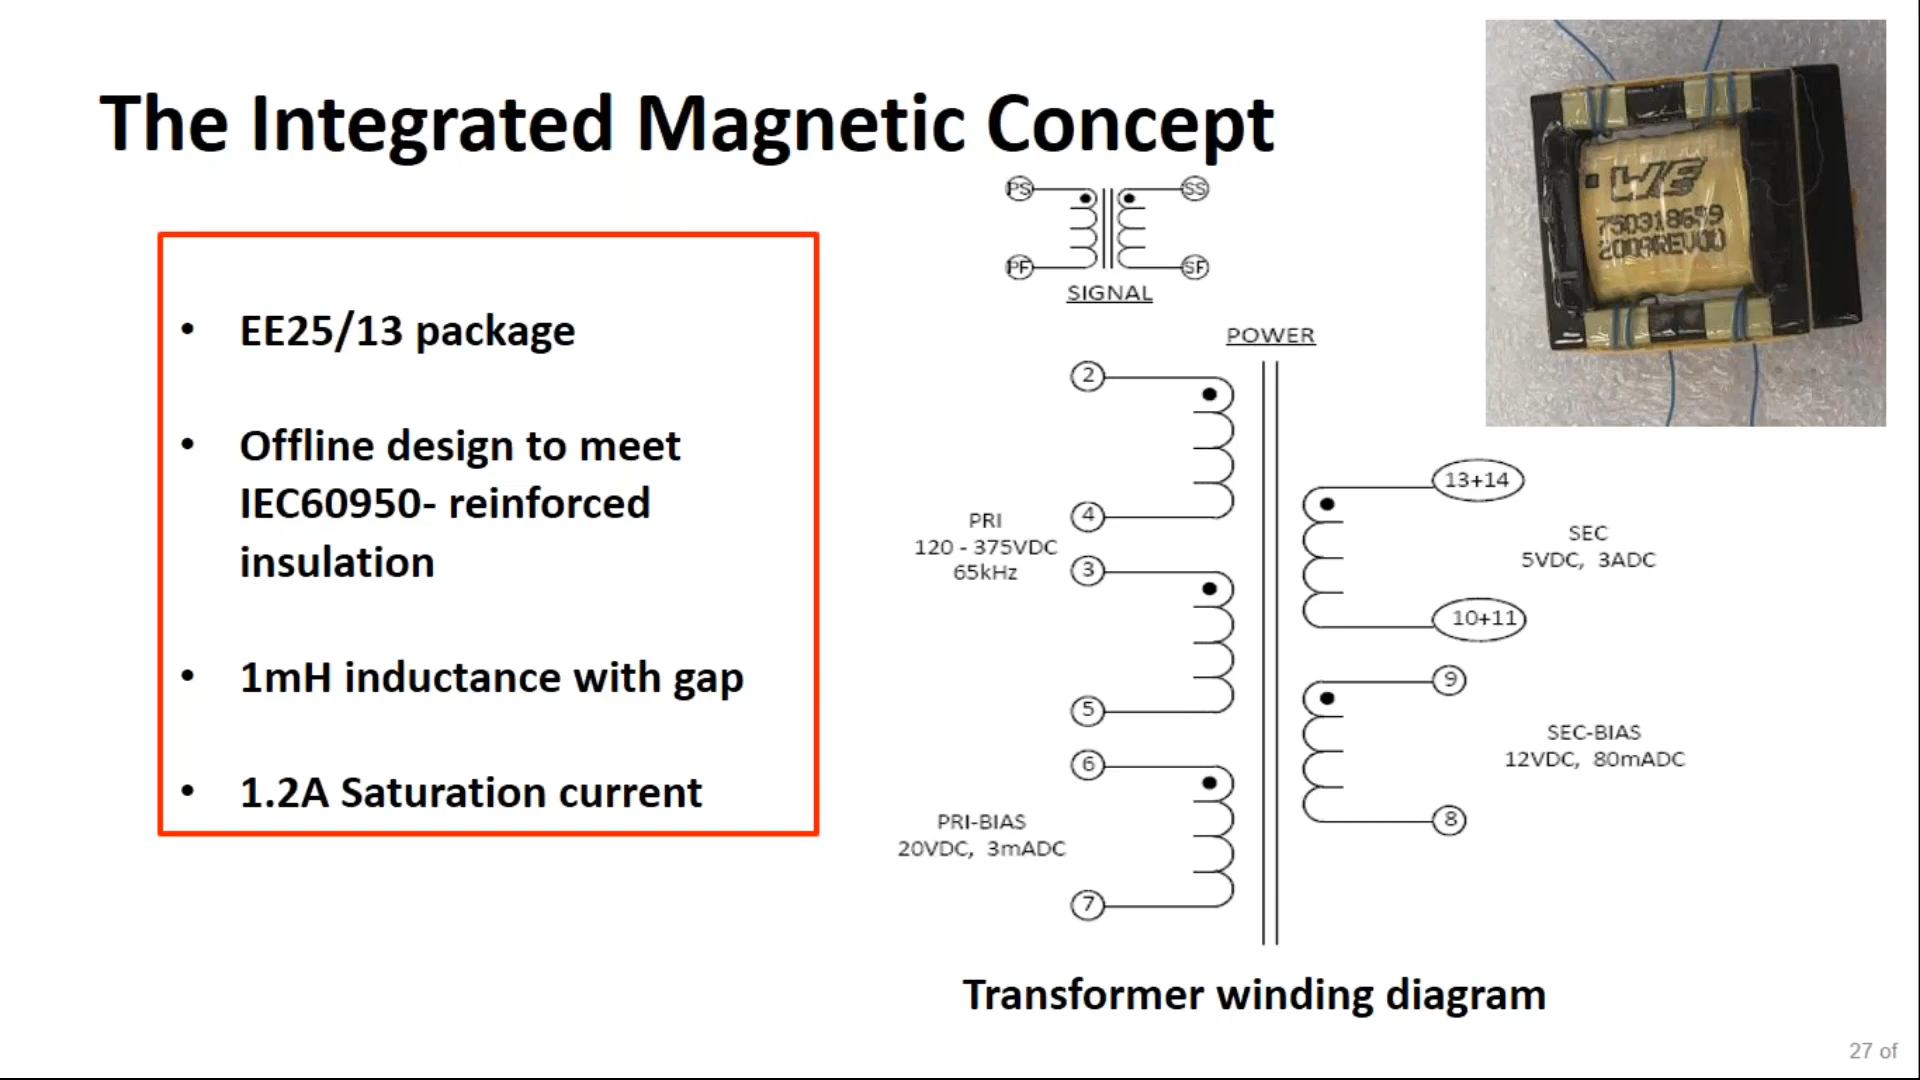 The Integrated Magnetic Concept
• EE25/13 package
• Offline design to meet
IEC60950- reinforced
insulation
• 1mH inductance with gap
• 1.2A Saturation current
PS
SS
PF
SF
SIGNAL
POWER
2
4
PRI
120 - 375VDC
65kHz
3
5
6
PRI-BIAS
20VDC, 3mADC
7
13+14
SEC
5VDC, 3ADC
10+11
9
SEC-BIAS
12VDC, 80mADC
8
Transformer winding diagram
WE
27 of